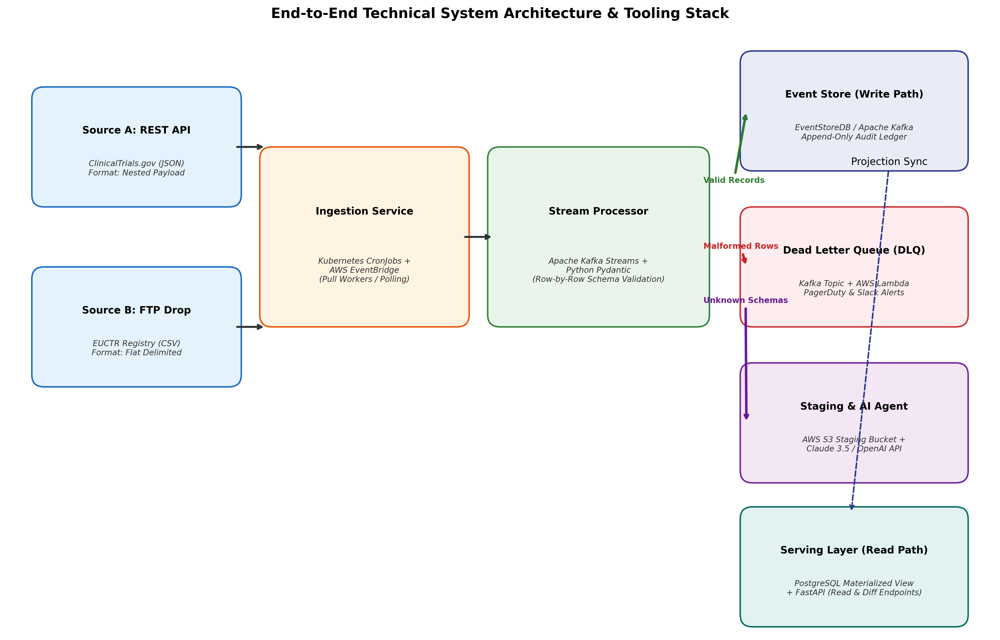 End-to-End Technical System Architecture & Tooling Stack
Source A: REST API
ClinicalTrials.gov (JSON)
Format: Nested Payload
Source B: FTP Drop
EUCTR Registry (CSV)
Format: Flat Delimited
Ingestion Service
Kubernetes CronJobs +
AWS EventBridge
(Pull Workers / Polling)
Stream Processor
Apache Kafka Streams +
Python Pydantic
(Row-by-Row Schema Validation)
Valid Records
Malformed Rows
Unknown Schemas
Event Store (Write Path)
EventStoreDB / Apache Kafka
Append-Only Audit Ledger
Projection Sync
Dead Letter Queue (DLQ)
Kafka Topic + AWS Lambda
PagerDuty & Slack Alerts
Staging & AI Agent
AWS S3 Staging Bucket +
Claude 3.5 / OpenAI API
Serving Layer (Read Path)
PostgreSQL Materialized View
+ FastAPI (Read & Diff Endpoints)